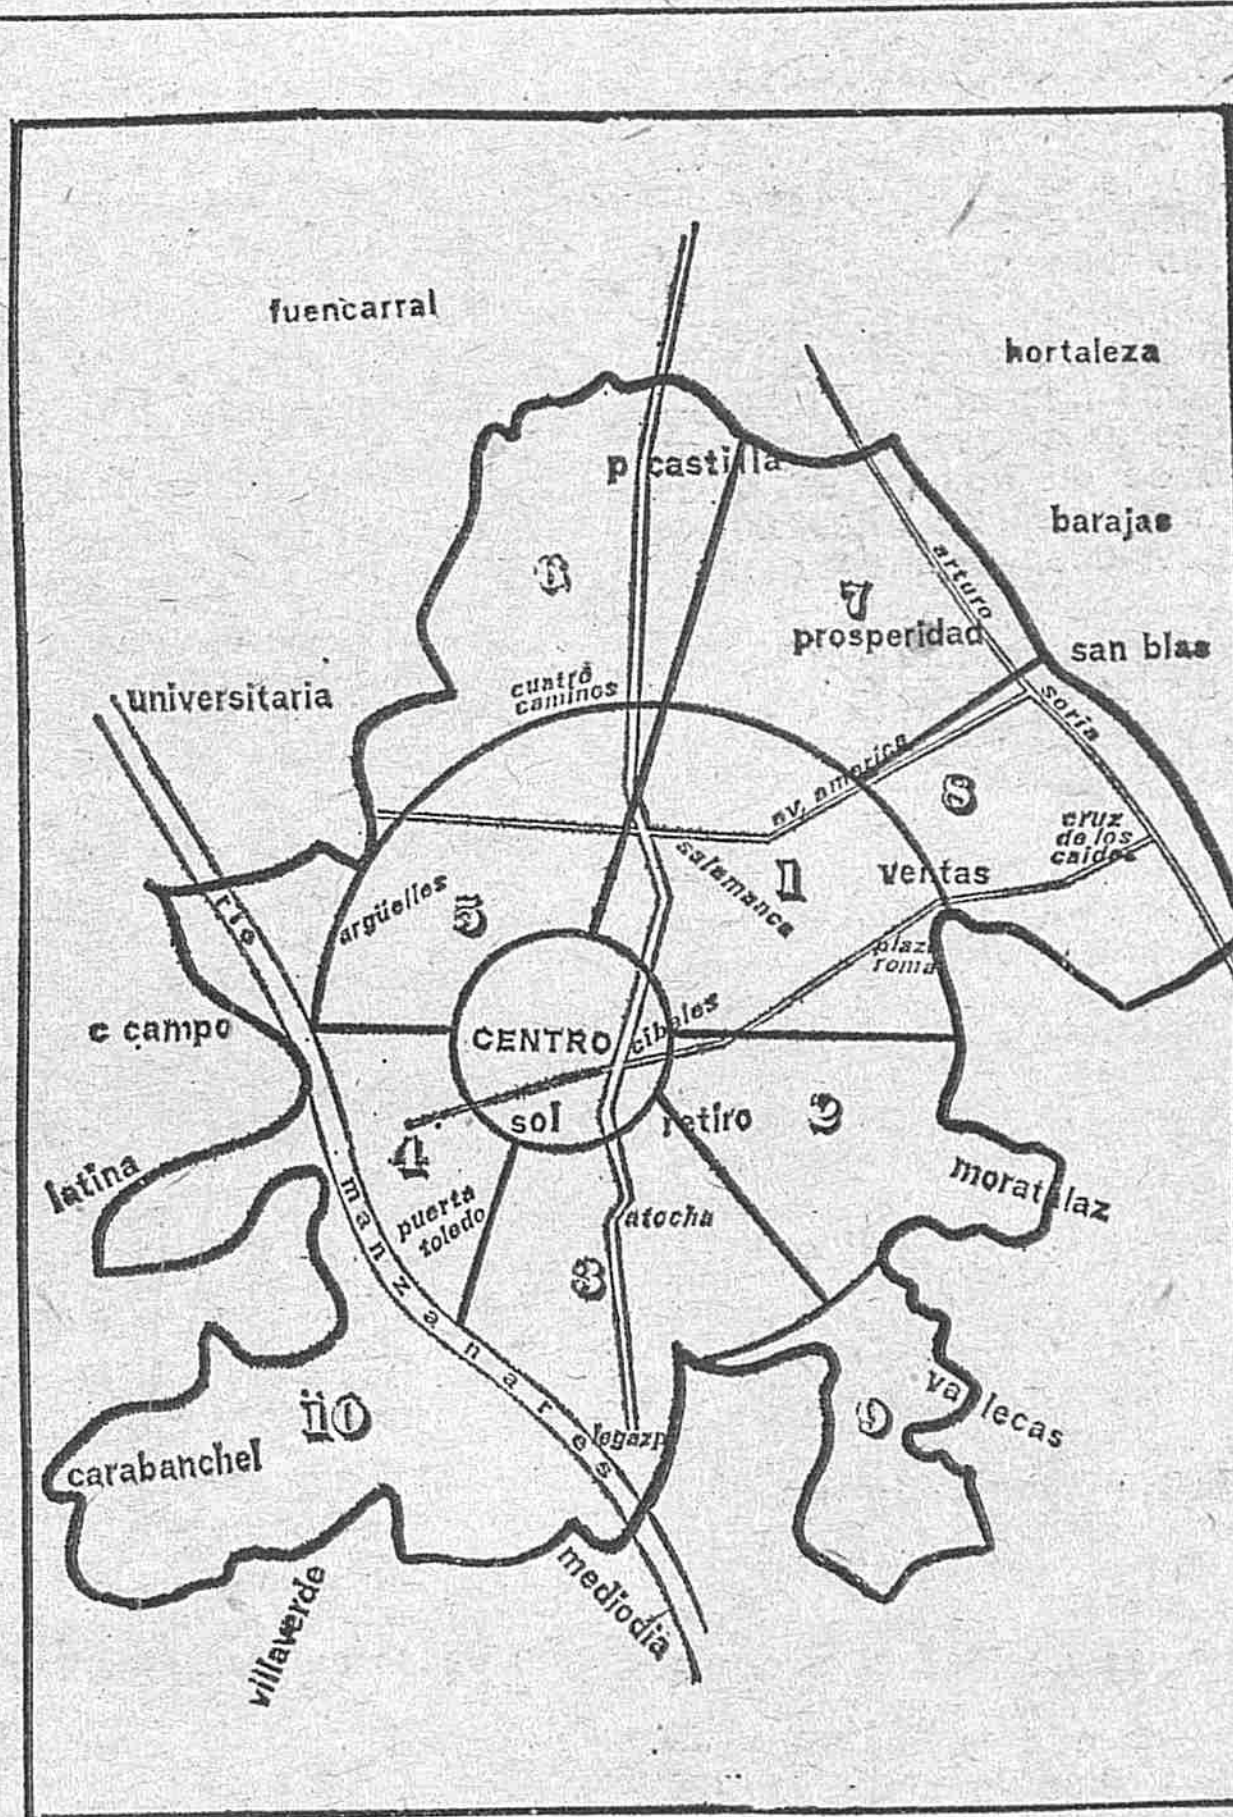 fuencarral
hortaleza
p castilla
barajas
arturo
6
7
prosperidad
san blas
universitaria
cuatro
caminos
soria
av. america
8
cruz
de los
caidos
salamanca
1
ventas
argüelles
5
rio
plaza
roma
c campo
CENTRO
cibeles
sol
retiro
2
4
latina
moratalaz
puerta
toledo
atocha
manzanares
3
vallecas
10
9
legazpi
carabanchel
mediodia
villaverde